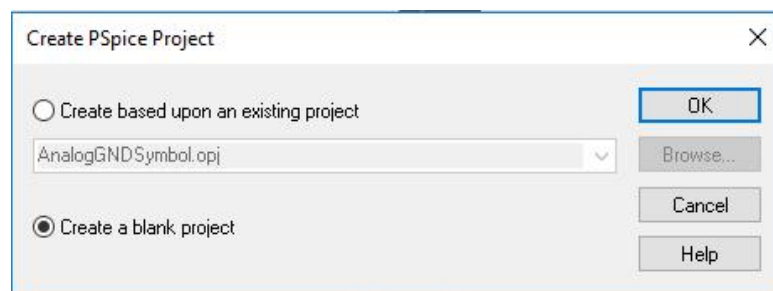 Create PSpice Project
Create based upon an existing project
OK
AnalogGNDSymbol.opj
Browse...
Create a blank project
Cancel
Help